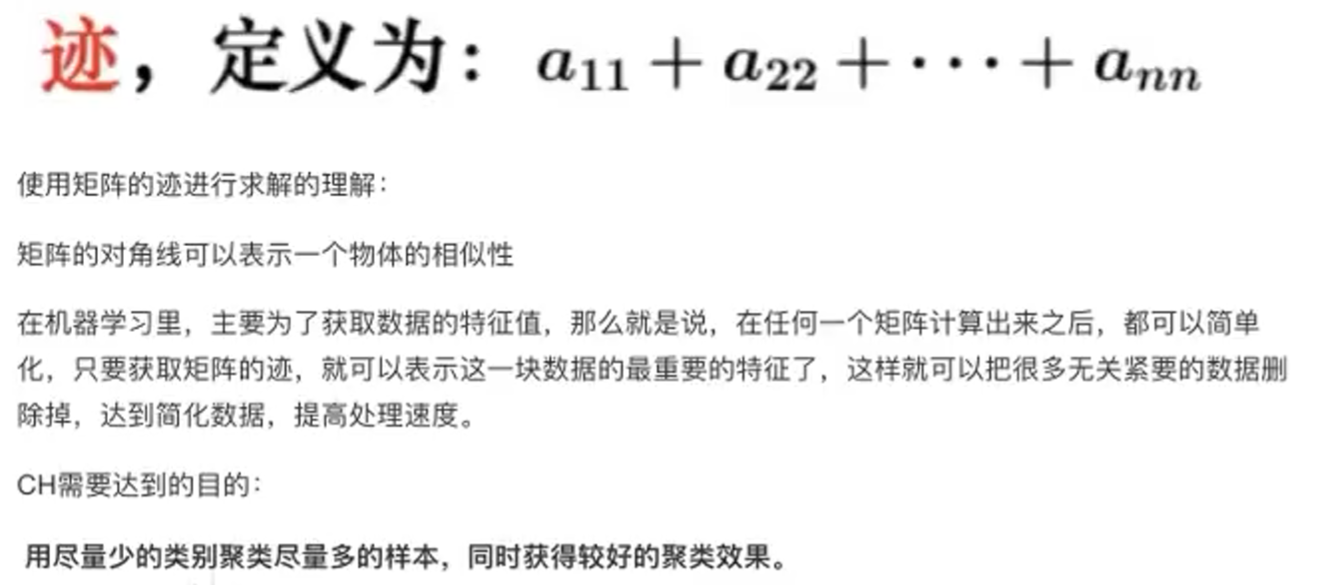 迹，定义为：a₁₁ + a₂₂ + ··· + aₙₙ
使用矩阵的迹进行求解的理解：
矩阵的对角线可以表示一个物体的相似性
在机器学习里，主要为了获取数据的特征值，那么就是说，在任何一个矩阵计算出来之后，都可以简单
化，只要获取矩阵的迹，就可以表示这一块数据的最重要的特征了，这样就可以把很多无关紧要的数据删
除掉，达到简化数据，提高处理速度。
CH需要达到的目的：
用尽量少的类别聚类尽量多的样本，同时获得较好的聚类效果。